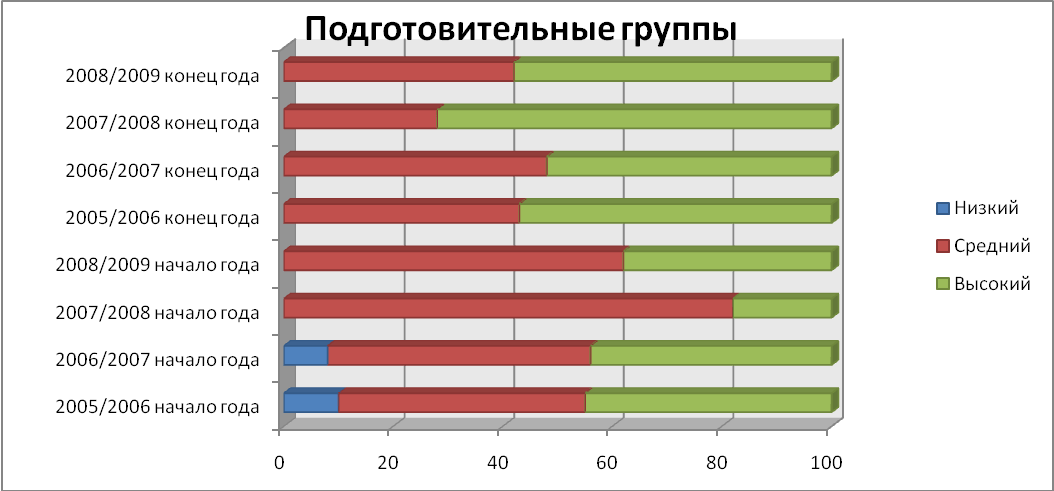 Подготовительные группы
2008/2009 конец года
2007/2008 конец года
2006/2007 конец года
2005/2006 конец года
2008/2009 начало года
2007/2008 начало года
2006/2007 начало года
2005/2006 начало года
0 20 40 60 80 100
Низкий
Средний
Высокий